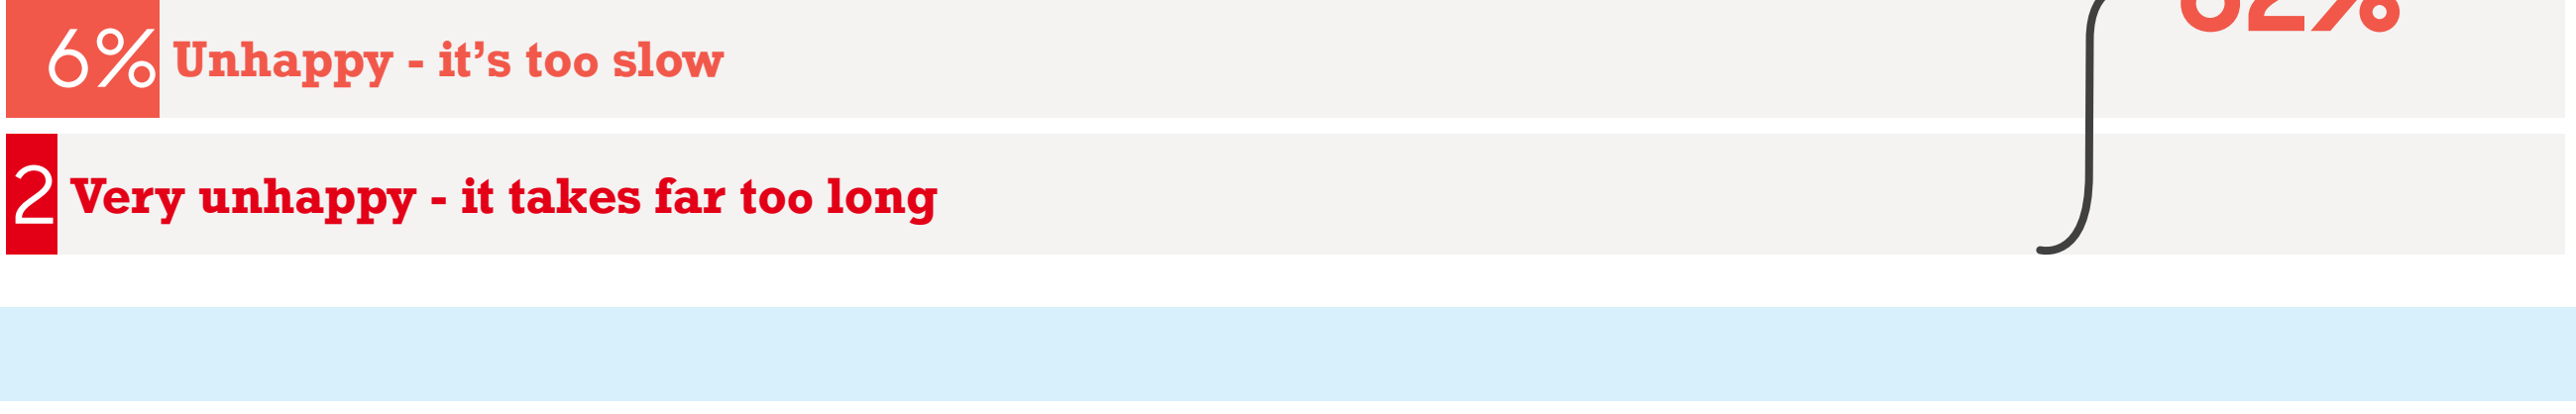 6% Unhappy - it’s too slow
2 Very unhappy - it takes far too long